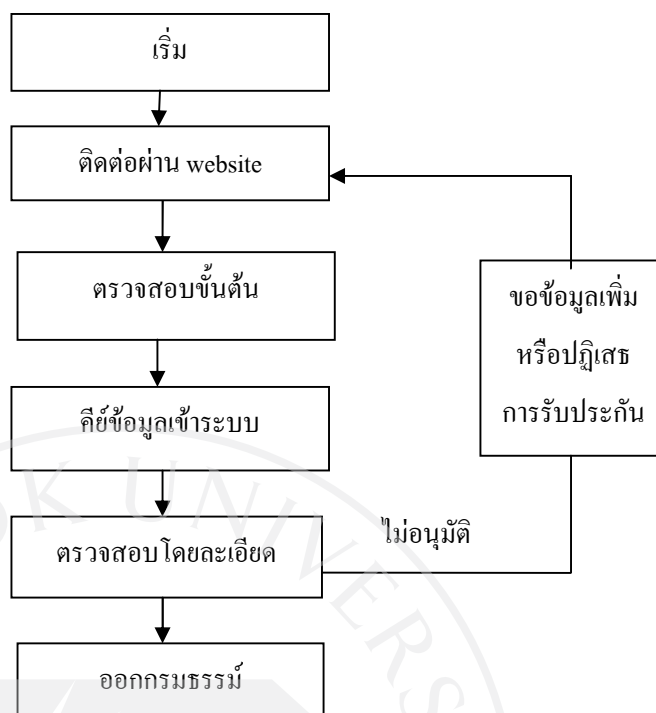 เริ่ม
ติดต่อผ่าน website
ตรวจสอบขั้นต้น
ขอข้อมูลเพิ่ม
หรือปฏิเสธ
การรับประกัน
คีย์ข้อมูลเข้าระบบ
ไม่อนุมัติ
ตรวจสอบโดยละเอียด
ออกกรมธรรม์
OK UNIVERS